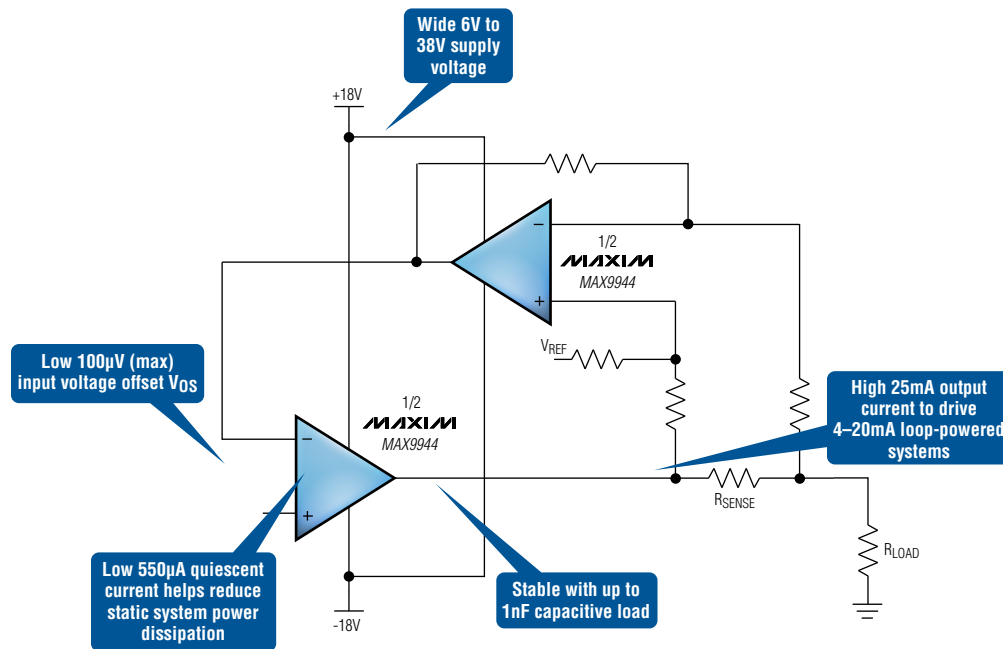 Wide 6V to
38V supply
voltage
+18V
−
1/2
MAXIM
MAX9944
+
VREF
Low 100µV (max)
input voltage offset VOS
1/2
MAXIM
MAX9944
−
+
High 25mA output
current to drive
4–20mA loop-powered
systems
RSENSE
RLOAD
Low 550µA quiescent
current helps reduce
static system power
dissipation
Stable with up to
1nF capacitive load
-18V